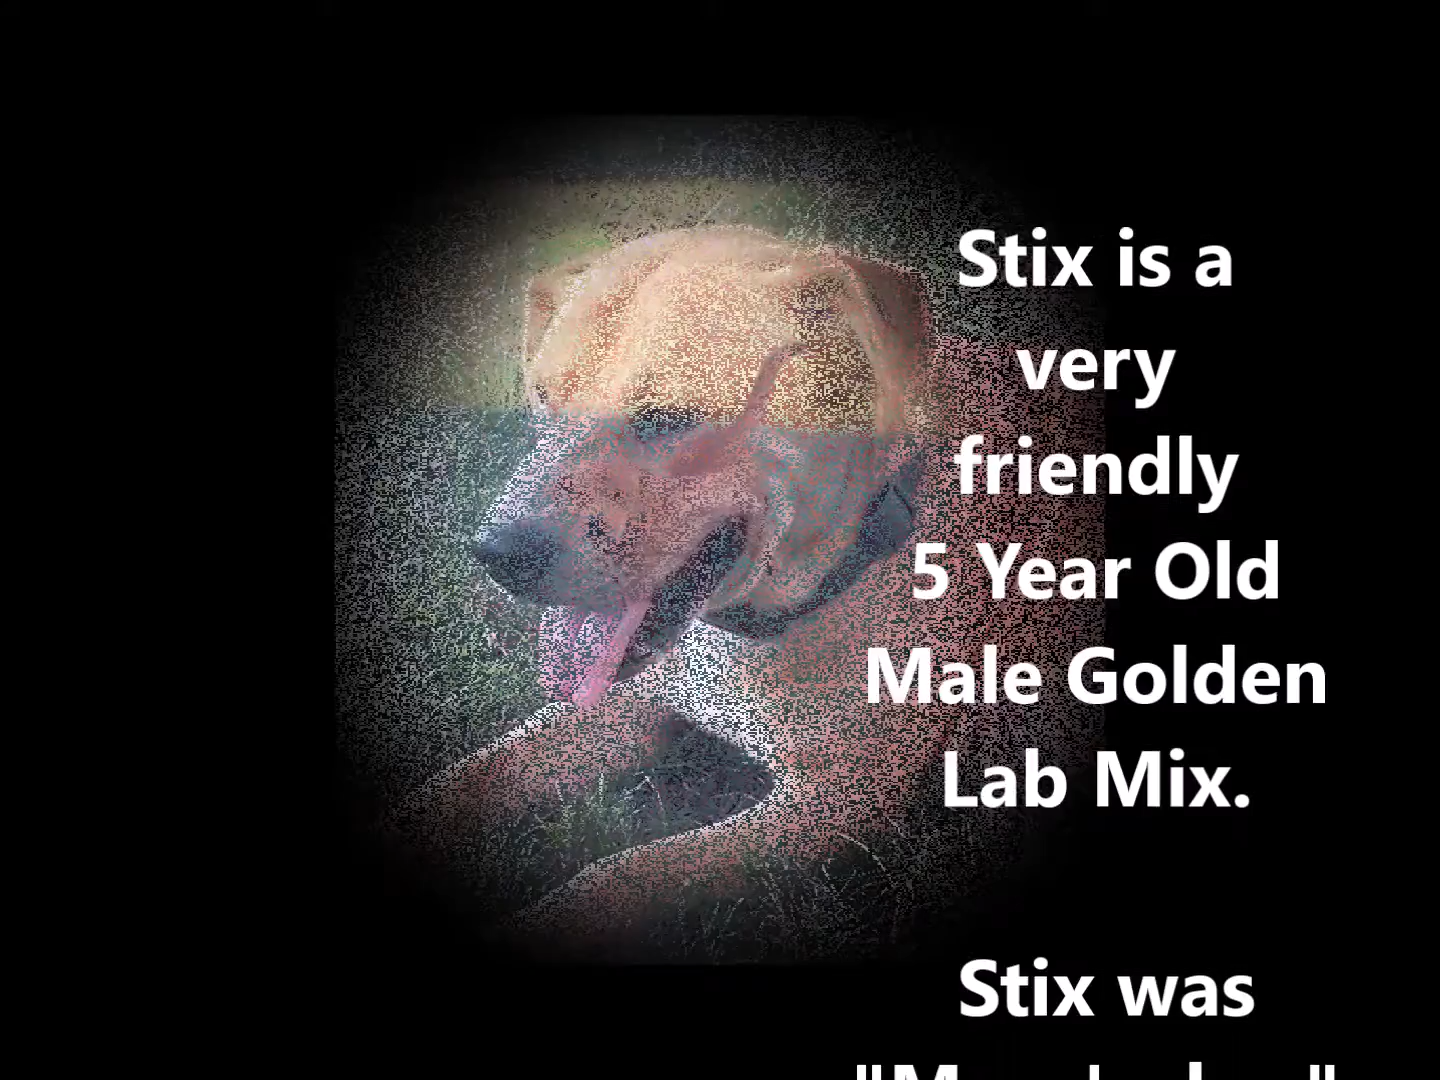 Stix is a
very
friendly
5 Year Old
Male Golden
Lab Mix.
Stix was